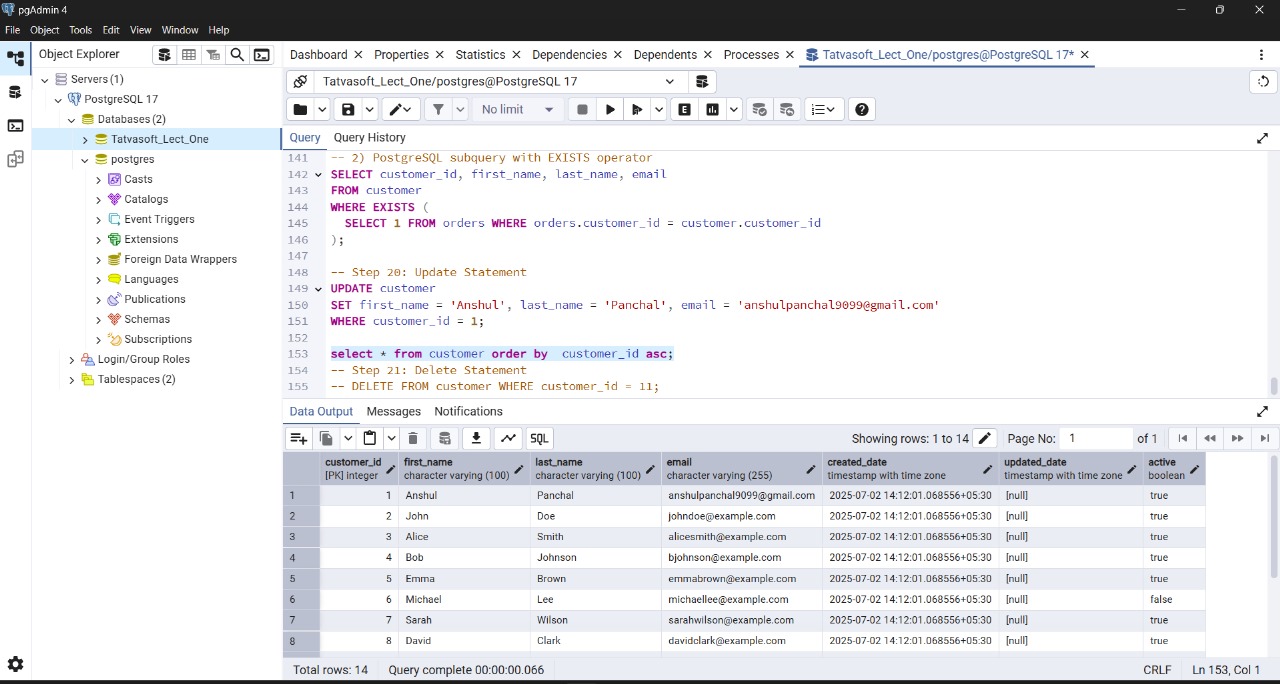 pgAdmin 4
File Object Tools Edit View Window Help
Object Explorer
Dashboard Properties Statistics Dependencies Dependents Processes Tatvasoft_Lect_One/postgres@PostgreSQL 17*
Servers (1)
PostgreSQL 17
Databases (2)
Tatvasoft_Lect_One
postgres
Casts
Catalogs
Event Triggers
Extensions
Foreign Data Wrappers
Languages
Publications
Schemas
Subscriptions
Login/Group Roles
Tablespaces (2)
Tatvasoft_Lect_One/postgres@PostgreSQL 17
No limit E
Query Query History
141 -- 2) PostgreSQL subquery with EXISTS operator
142 SELECT customer_id, first_name, last_name, email
143 FROM customer
144 WHERE EXISTS (
145 SELECT 1 FROM orders WHERE orders.customer_id = customer.customer_id
146 );
147
148 -- Step 20: Update Statement
149 UPDATE customer
150 SET first_name = 'Anshul', last_name = 'Panchal', email = 'anshulpanchal9099@gmail.com'
151 WHERE customer_id = 1;
152
153 select * from customer order by  customer_id asc;
154 -- Step 21: Delete Statement
155 -- DELETE FROM customer WHERE customer_id = 11;
Data Output Messages Notifications
SQL Showing rows: 1 to 14 Page No: 1 of 1
customer_id first_name last_name email created_date updated_date active
[PK] integer character varying (100) character varying (100) character varying (255) timestamp with time zone timestamp with time zone boolean
1 1 Anshul Panchal anshulpanchal9099@gmail.com 2025-07-02 14:12:01.068556+05:30 [null] true
2 2 John Doe johndoe@example.com 2025-07-02 14:12:01.068556+05:30 [null] true
3 3 Alice Smith alicesmith@example.com 2025-07-02 14:12:01.068556+05:30 [null] true
4 4 Bob Johnson bjohnson@example.com 2025-07-02 14:12:01.068556+05:30 [null] true
5 5 Emma Brown emmabrown@example.com 2025-07-02 14:12:01.068556+05:30 [null] true
6 6 Michael Lee michaellee@example.com 2025-07-02 14:12:01.068556+05:30 [null] false
7 7 Sarah Wilson sarahwilson@example.com 2025-07-02 14:12:01.068556+05:30 [null] true
8 8 David Clark davidclark@example.com 2025-07-02 14:12:01.068556+05:30 [null] true
Total rows: 14 Query complete 00:00:00.066 CRLF Ln 153, Col 1